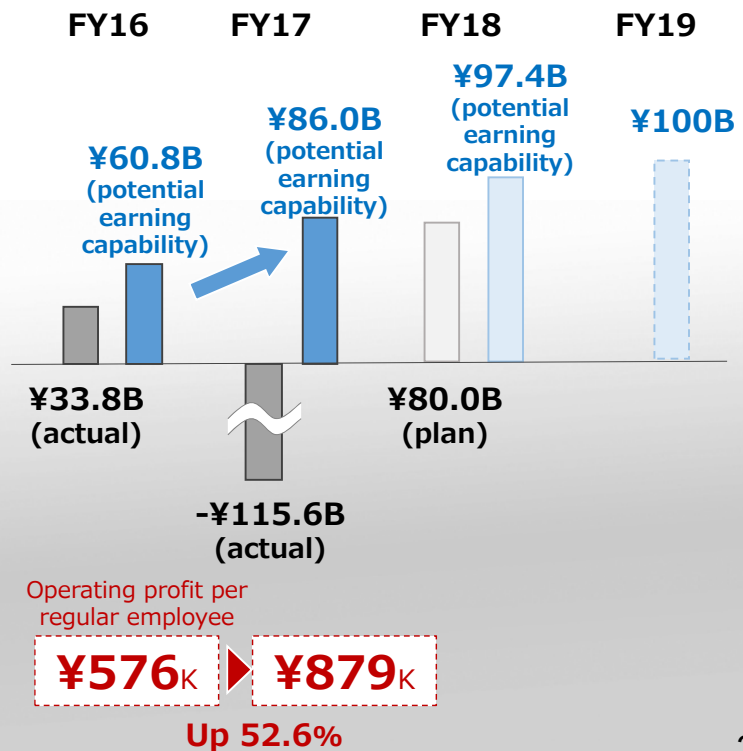 FY16 FY17 FY18 FY19
¥97.4B
(potential
earning
capability)
¥86.0B
(potential
earning
capability)
¥100B
¥60.8B
(potential
earning
capability)
¥33.8B
(actual)
¥80.0B
(plan)
-¥115.6B
(actual)
Operating profit per
regular employee
¥576K ¥879K
Up 52.6%